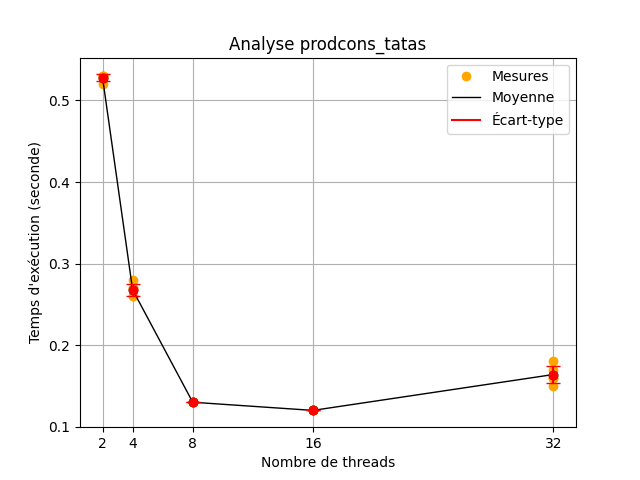 Analyse prodcons_tatas
Mesures
Moyenne
Écart-type
Temps d'exécution (seconde)
0.5
0.4
0.3
0.2
0.1
2 4 8 16 32
Nombre de threads